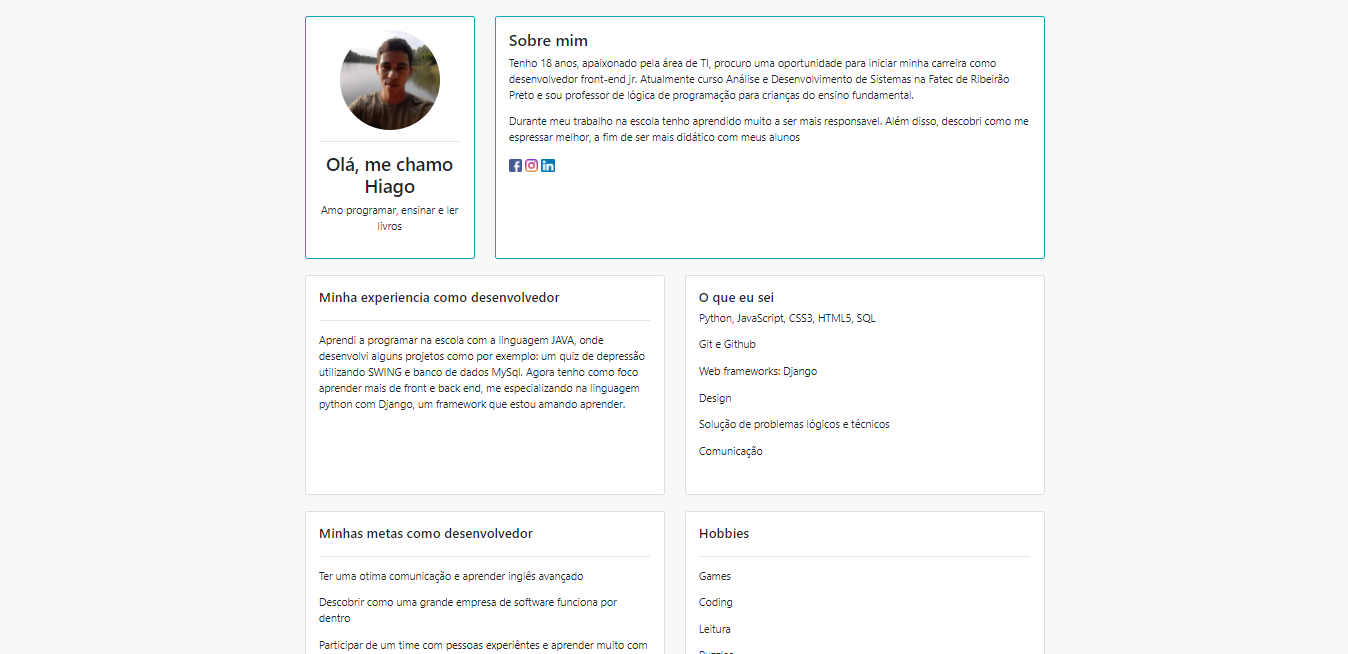 Olá, me chamo
Hiago
Amo programar, ensinar e ler
livros
Sobre mim
Tenho 18 anos, apaixonado pela área de TI, procuro uma oportunidade para iniciar minha carreira como
desenvolvedor front-end jr. Atualmente curso Análise e Desenvolvimento de Sistemas na Fatec de Ribeirão
Preto e sou professor de lógica de programação para crianças do ensino fundamental.
Durante meu trabalho na escola tenho aprendido muito a ser mais responsavel. Além disso, descobri como me
espressar melhor, a fim de ser mais didático com meus alunos
Minha experiencia como desenvolvedor
Aprendi a programar na escola com a linguagem JAVA, onde
desenvolvi alguns projetos como por exemplo: um quiz de depressão
utilizando SWING e banco de dados MySql. Agora tenho como foco
aprender mais de front e back end, me especializando na linguagem
python com Django, um framework que estou amando aprender.
O que eu sei
Python, JavaScript, CSS3, HTML5, SQL
Git e Github
Web frameworks: Django
Design
Solução de problemas lógicos e técnicos
Comunicação
Minhas metas como desenvolvedor
Ter uma otima comunicação e aprender inglês avançado
Descobrir como uma grande empresa de software funciona por
dentro
Participar de um time com pessoas experiêntes e aprender muito com
Hobbies
Games
Coding
Leitura